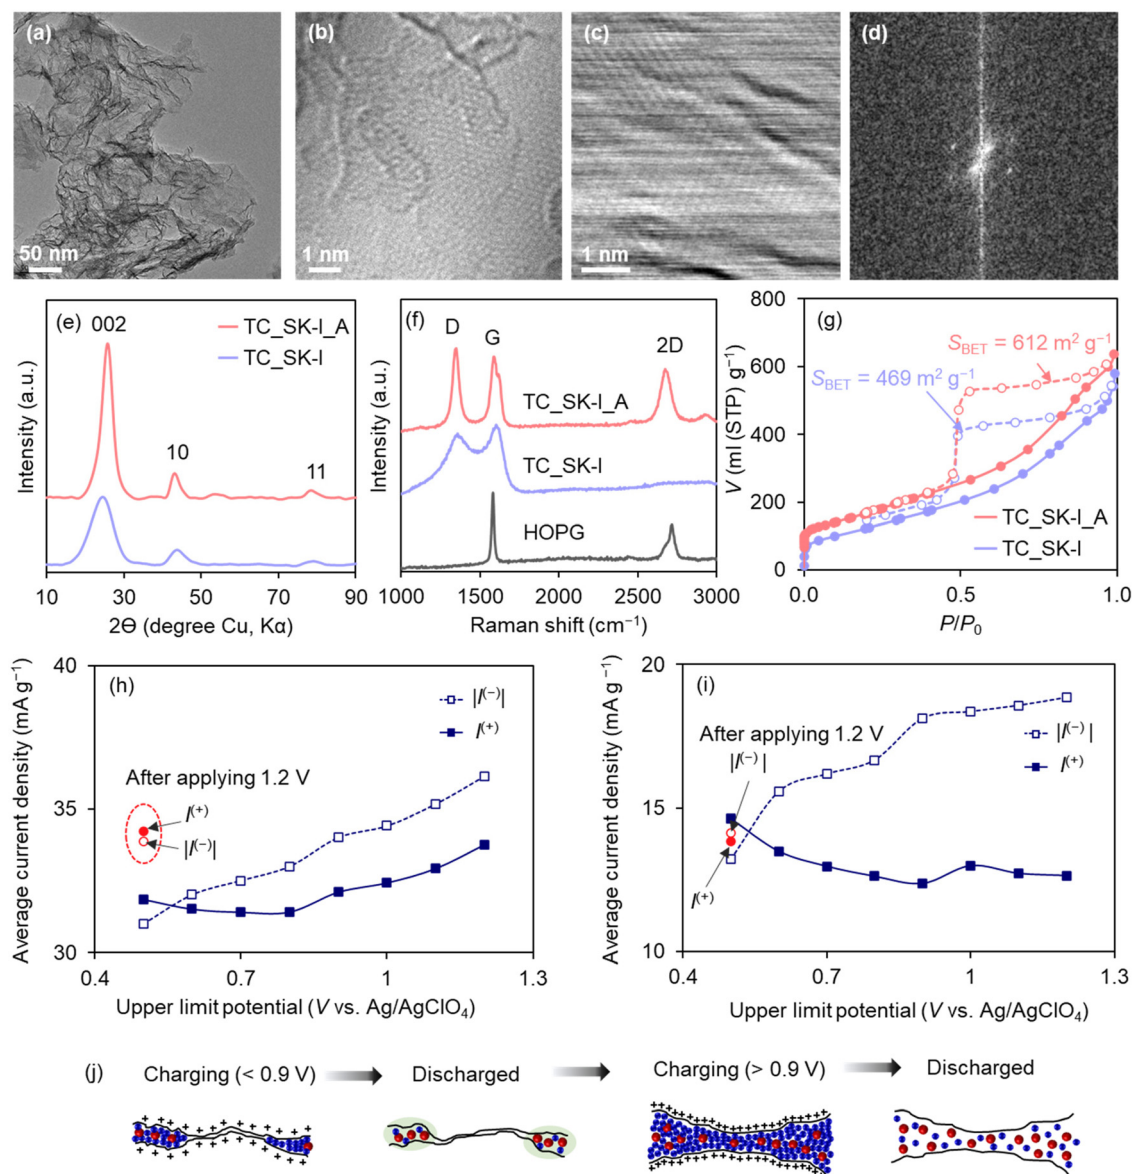 (a)
50 nm
(b)
1 nm
(c)
1 nm
(d)
(e)
002
10
11
TC_SK-I_A
TC_SK-I
Intensity (a.u.)
10 30 50 70 90
2Θ (degree Cu, Kα)
(f)
D
G
2D
TC_SK-I_A
TC_SK-I
HOPG
Intensity (a.u.)
1000 1500 2000 2500 3000
Raman shift (cm⁻¹)
(g)
S_BET = 612 m² g⁻¹
S_BET = 469 m² g⁻¹
TC_SK-I_A
TC_SK-I
V (ml (STP) g⁻¹)
800
600
400
200
0
0.0 0.5 1.0
P/P₀
(h)
|I⁽⁻⁾|
I⁽⁺⁾
After applying 1.2 V
I⁽⁺⁾
|I⁽⁻⁾|
Average current density (mA g⁻¹)
40
35
30
0.4 0.7 1 1.3
Upper limit potential (V vs. Ag/AgClO₄)
(i)
|I⁽⁻⁾|
I⁽⁺⁾
After applying 1.2 V
|I⁽⁻⁾|
I⁽⁺⁾
Average current density (mA g⁻¹)
20
15
10
0.4 0.7 1 1.3
Upper limit potential (V vs. Ag/AgClO₄)
(j)
Charging (< 0.9 V)
Discharged
Charging (> 0.9 V)
Discharged